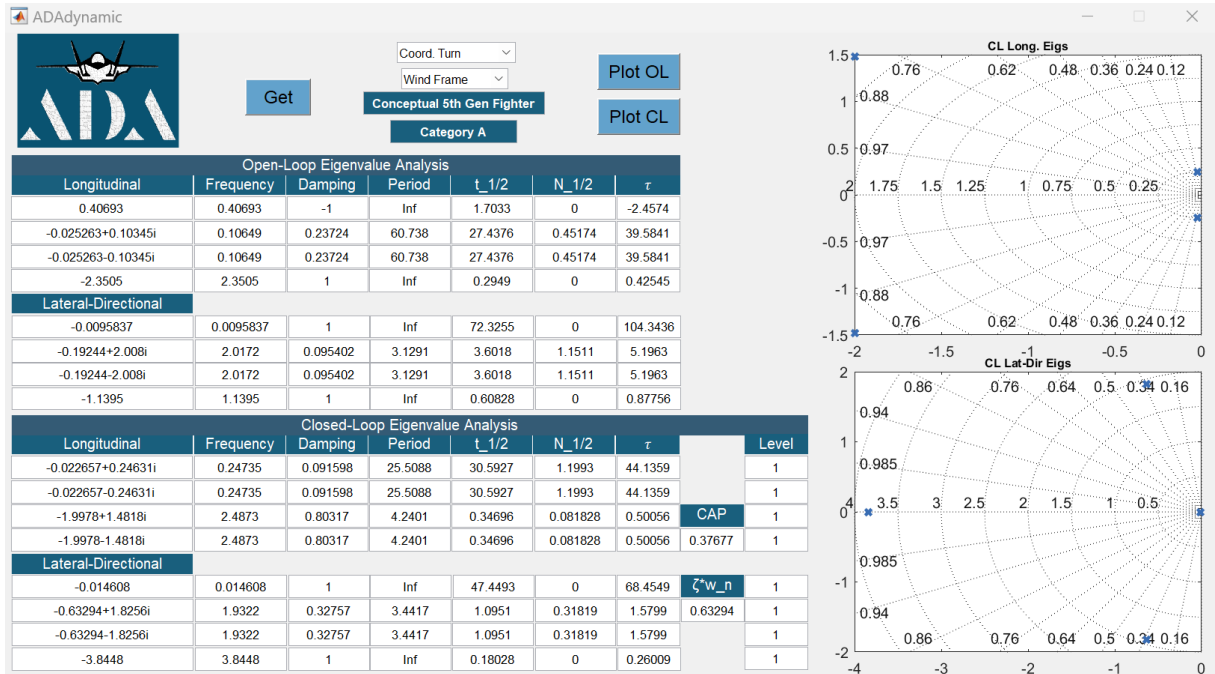 ADAdynamic
ADA
Get
Coord. Turn
Wind Frame
Conceptual 5th Gen Fighter
Category A
Plot OL
Plot CL
Open-Loop Eigenvalue Analysis
Longitudinal Frequency Damping Period t_1/2 N_1/2 τ
0.40693 0.40693 -1 Inf 1.7033 0 -2.4574
-0.025263+0.10345i 0.10649 0.23724 60.738 27.4376 0.45174 39.5841
-0.025263-0.10345i 0.10649 0.23724 60.738 27.4376 0.45174 39.5841
-2.3505 2.3505 1 Inf 0.2949 0 0.42545
Lateral-Directional
-0.0095837 0.0095837 1 Inf 72.3255 0 104.3436
-0.19244+2.008i 2.0172 0.095402 3.1291 3.6018 1.1511 5.1963
-0.19244-2.008i 2.0172 0.095402 3.1291 3.6018 1.1511 5.1963
-1.1395 1.1395 1 Inf 0.60828 0 0.87756
Closed-Loop Eigenvalue Analysis
Longitudinal Frequency Damping Period t_1/2 N_1/2 τ Level
-0.022657+0.24631i 0.24735 0.091598 25.5088 30.5927 1.1993 44.1359 1
-0.022657-0.24631i 0.24735 0.091598 25.5088 30.5927 1.1993 44.1359 1
-1.9978+1.4818i 2.4873 0.80317 4.2401 0.34696 0.081828 0.50056 CAP 1
-1.9978-1.4818i 2.4873 0.80317 4.2401 0.34696 0.081828 0.50056 0.37677 1
Lateral-Directional
-0.014608 0.014608 1 Inf 47.4493 0 68.4549 ζ*w_n 1
-0.63294+1.8256i 1.9322 0.32757 3.4417 1.0951 0.31819 1.5799 0.63294 1
-0.63294-1.8256i 1.9322 0.32757 3.4417 1.0951 0.31819 1.5799 1
-3.8448 3.8448 1 Inf 0.18028 0 0.26009 1
CL Long. Eigs
1.5
0.76 0.62 0.48 0.36 0.24 0.12
1 0.88
0.5 0.97
2 1.75 1.5 1.25 1 0.75 0.5 0.25
0
-0.5 0.97
-1 0.88
0.76 0.62 0.48 0.36 0.24 0.12
-1.5
-2 -1.5 -1 -0.5 0
CL Lat-Dir Eigs
2
0.86 0.76 0.64 0.5 0.34 0.16
0.94
1
0.985
4 3.5 3 2.5 2 1.5 1 0.5
0
0.985
-1
0.94
0.86 0.76 0.64 0.5 0.34 0.16
-2
-4 -3 -2 -1 0